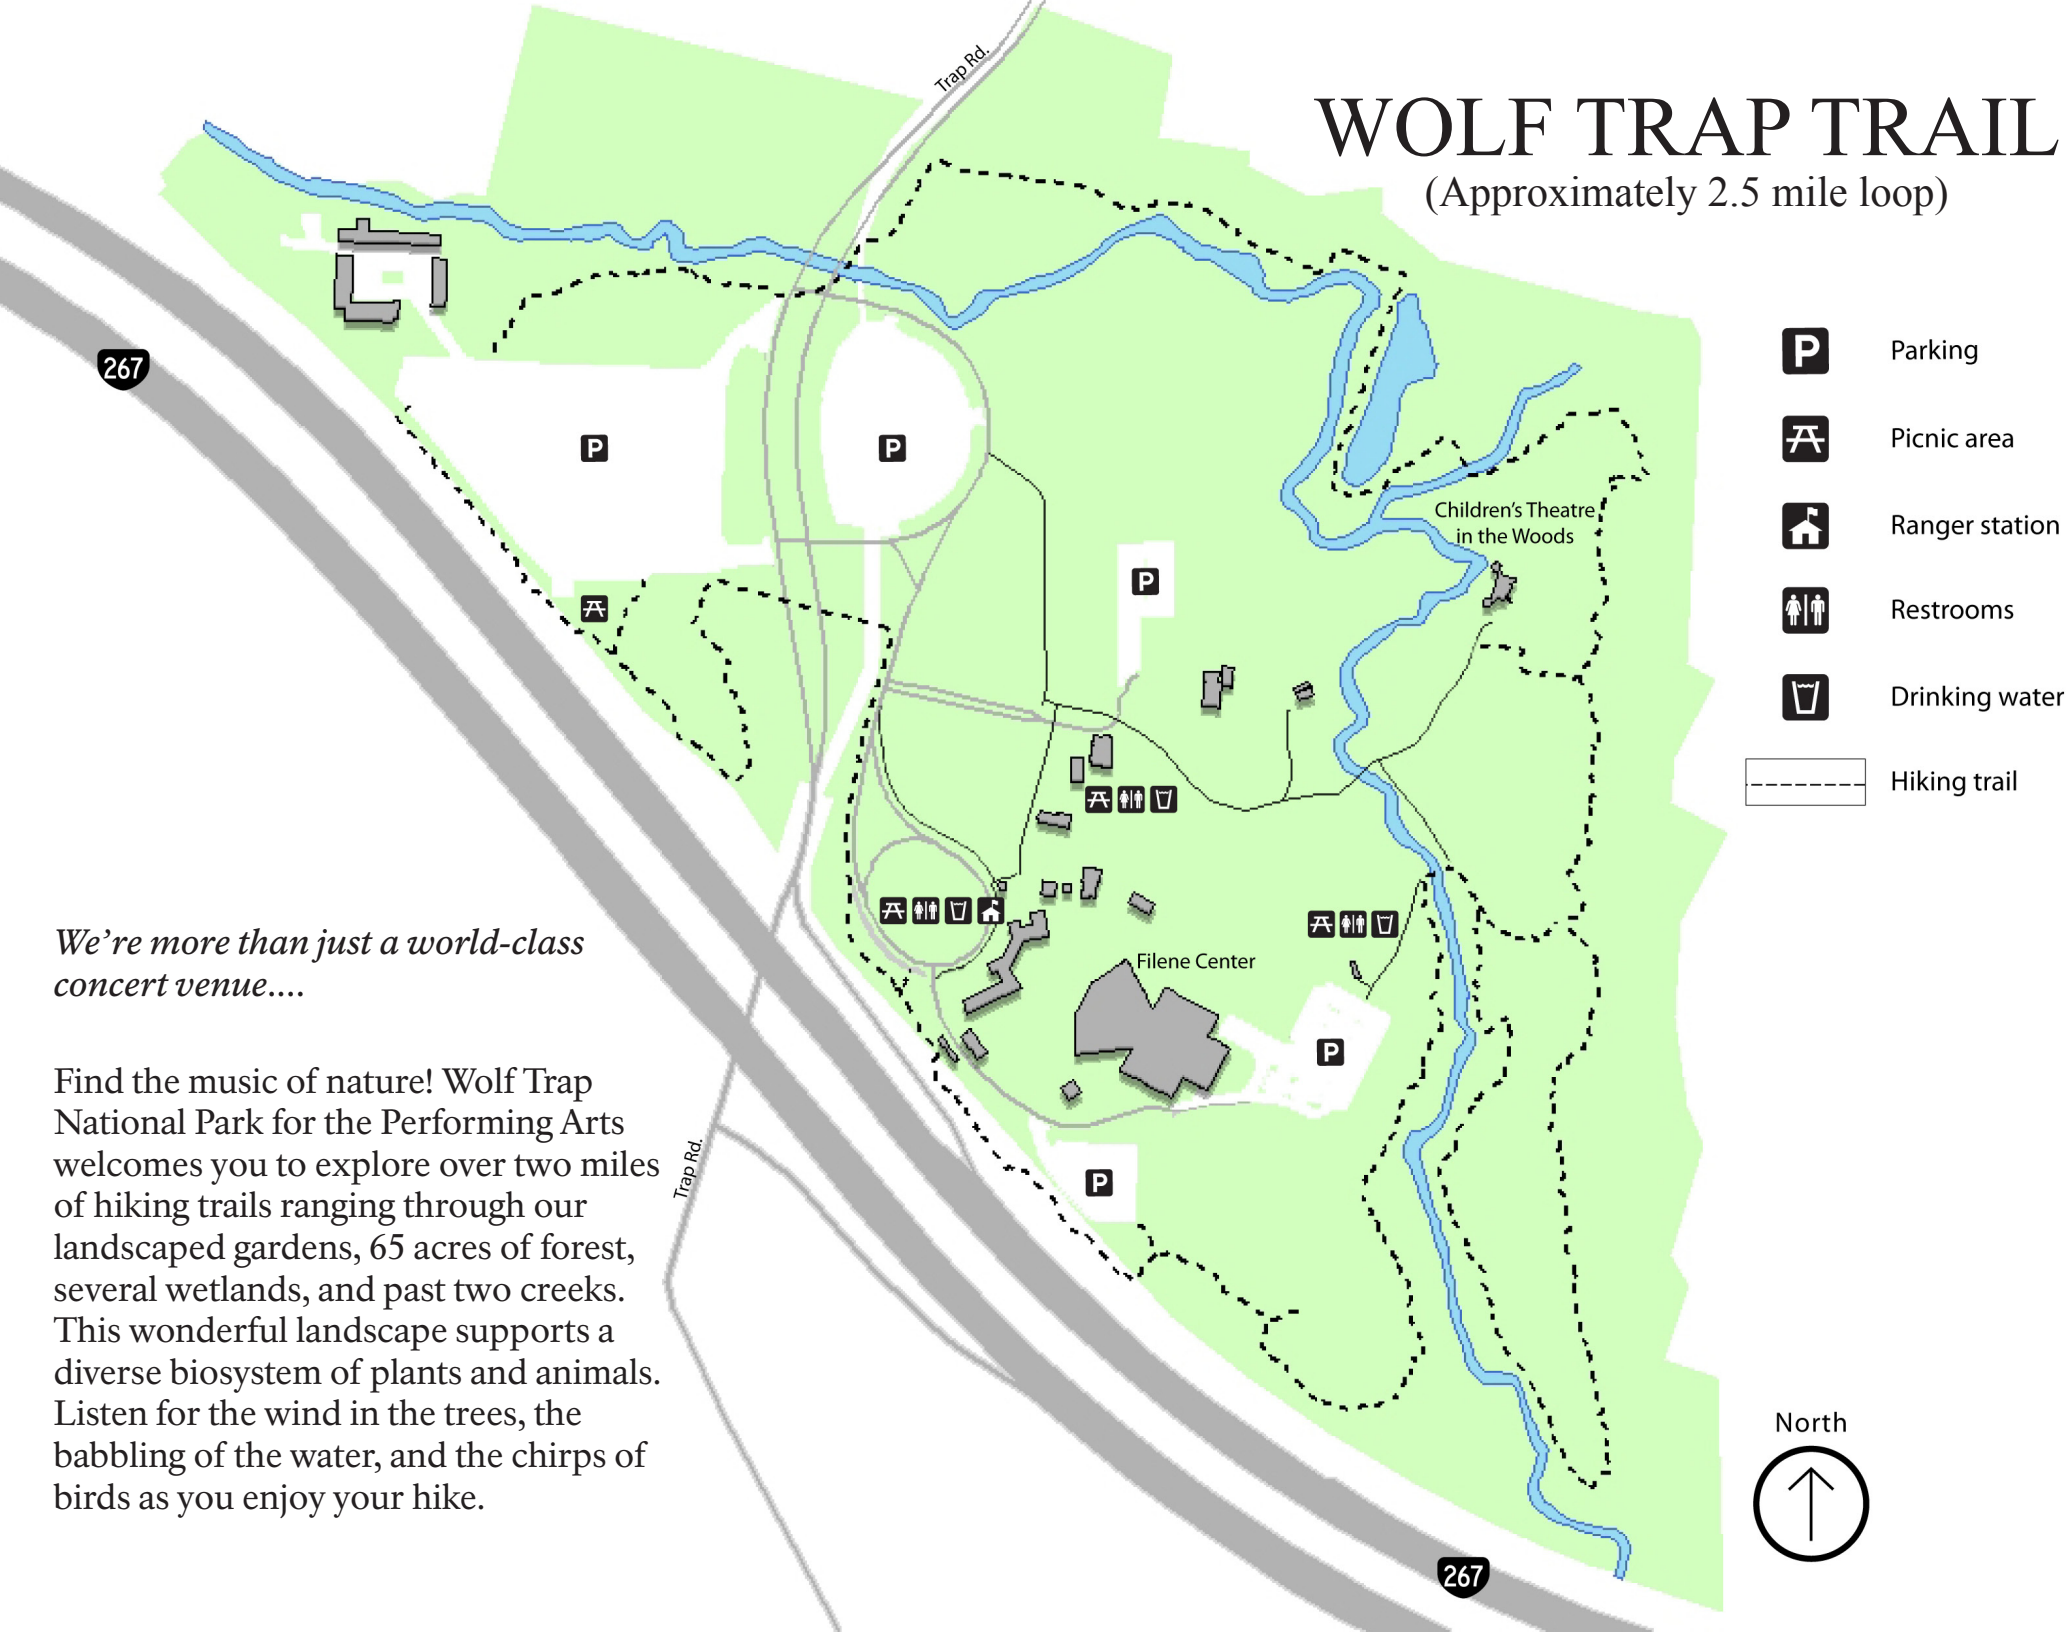 Trap Rd.
WOLF TRAP TRAIL
(Approximately 2.5 mile loop)
267
P
P
P
P
P
P
Parking
Picnic area
Ranger station
Restrooms
Drinking water
Hiking trail
Children's Theatre
in the Woods
Filene Center
We're more than just a world-class
concert venue....
Find the music of nature! Wolf Trap
National Park for the Performing Arts
welcomes you to explore over two miles
of hiking trails ranging through our
landscaped gardens, 65 acres of forest,
several wetlands, and past two creeks.
This wonderful landscape supports a
diverse biosystem of plants and animals.
Listen for the wind in the trees, the
babbling of the water, and the chirps of
birds as you enjoy your hike.
Trap Rd.
North
267